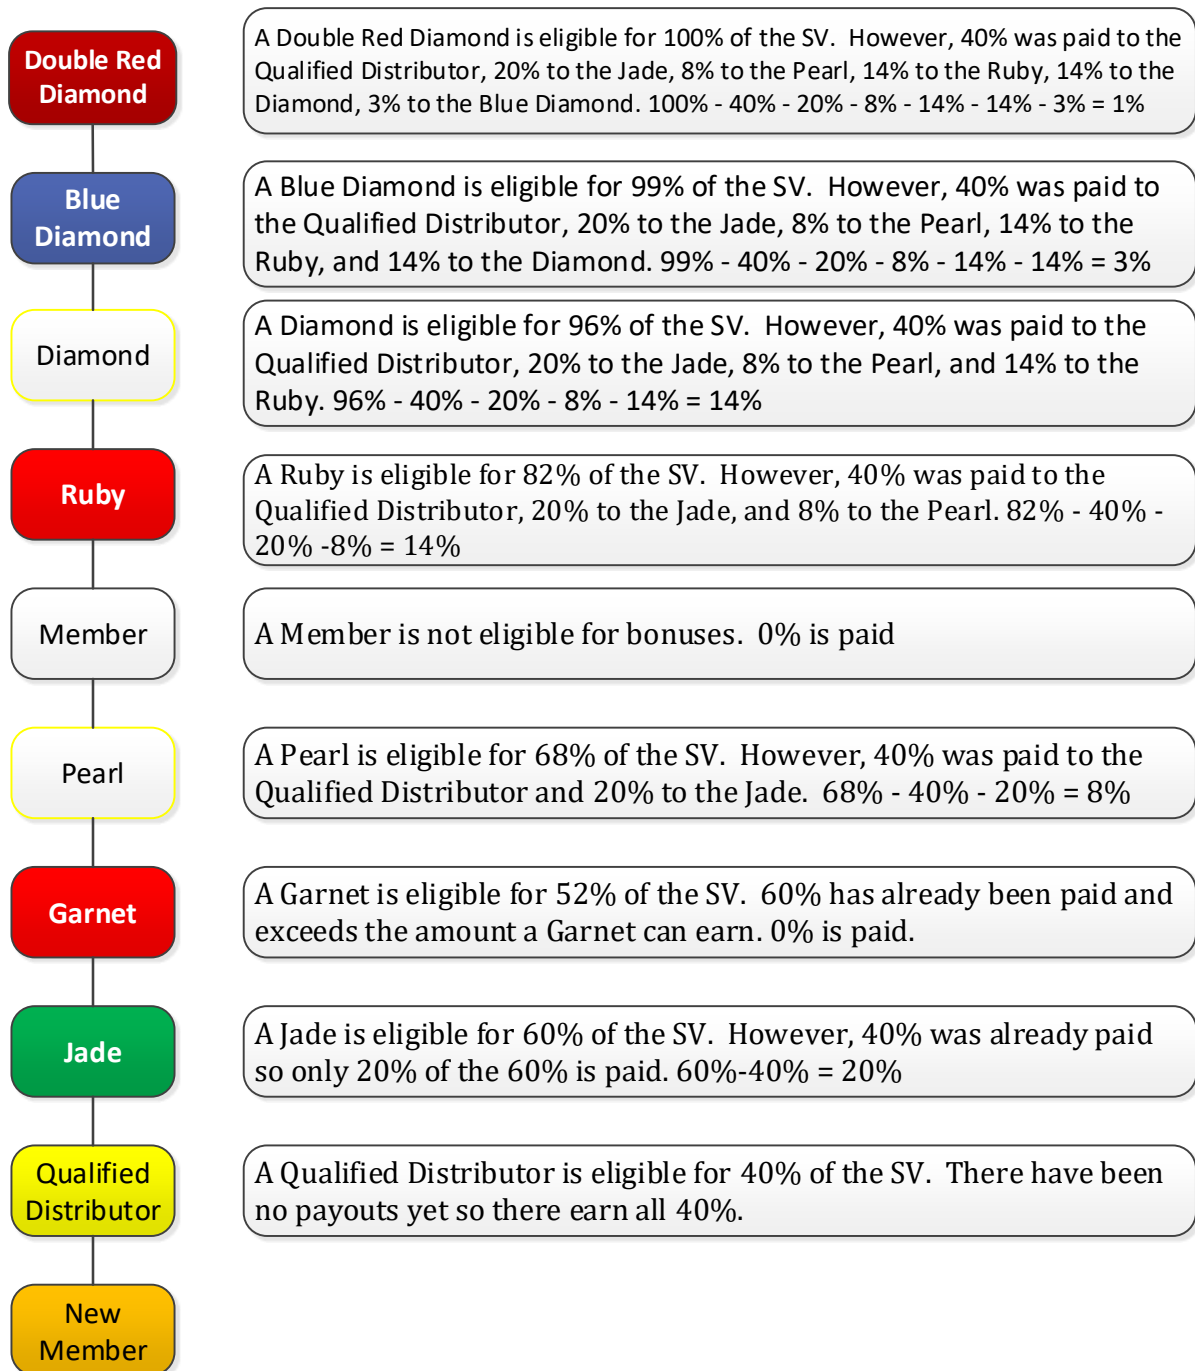 Double Red
Diamond
A Double Red Diamond is eligible for 100% of the SV.  However, 40% was paid to the
Qualified Distributor, 20% to the Jade, 8% to the Pearl, 14% to the Ruby, 14% to the
Diamond, 3% to the Blue Diamond. 100% - 40% - 20% - 8% - 14% - 14% - 3% = 1%
Blue
Diamond
A Blue Diamond is eligible for 99% of the SV.  However, 40% was paid to
the Qualified Distributor, 20% to the Jade, 8% to the Pearl, 14% to the
Ruby, and 14% to the Diamond. 99% - 40% - 20% - 8% - 14% - 14% = 3%
Diamond
A Diamond is eligible for 96% of the SV.  However, 40% was paid to the
Qualified Distributor, 20% to the Jade, 8% to the Pearl, and 14% to the
Ruby. 96% - 40% - 20% - 8% - 14% = 14%
Ruby
A Ruby is eligible for 82% of the SV.  However, 40% was paid to the
Qualified Distributor, 20% to the Jade, and 8% to the Pearl. 82% - 40% -
20% -8% = 14%
Member
A Member is not eligible for bonuses.  0% is paid
Pearl
A Pearl is eligible for 68% of the SV.  However, 40% was paid to the
Qualified Distributor and 20% to the Jade.  68% - 40% - 20% = 8%
Garnet
A Garnet is eligible for 52% of the SV.  60% has already been paid and
exceeds the amount a Garnet can earn. 0% is paid.
Jade
A Jade is eligible for 60% of the SV.  However, 40% was already paid
so only 20% of the 60% is paid. 60%-40% = 20%
Qualified
Distributor
A Qualified Distributor is eligible for 40% of the SV.  There have been
no payouts yet so there earn all 40%.
New
Member